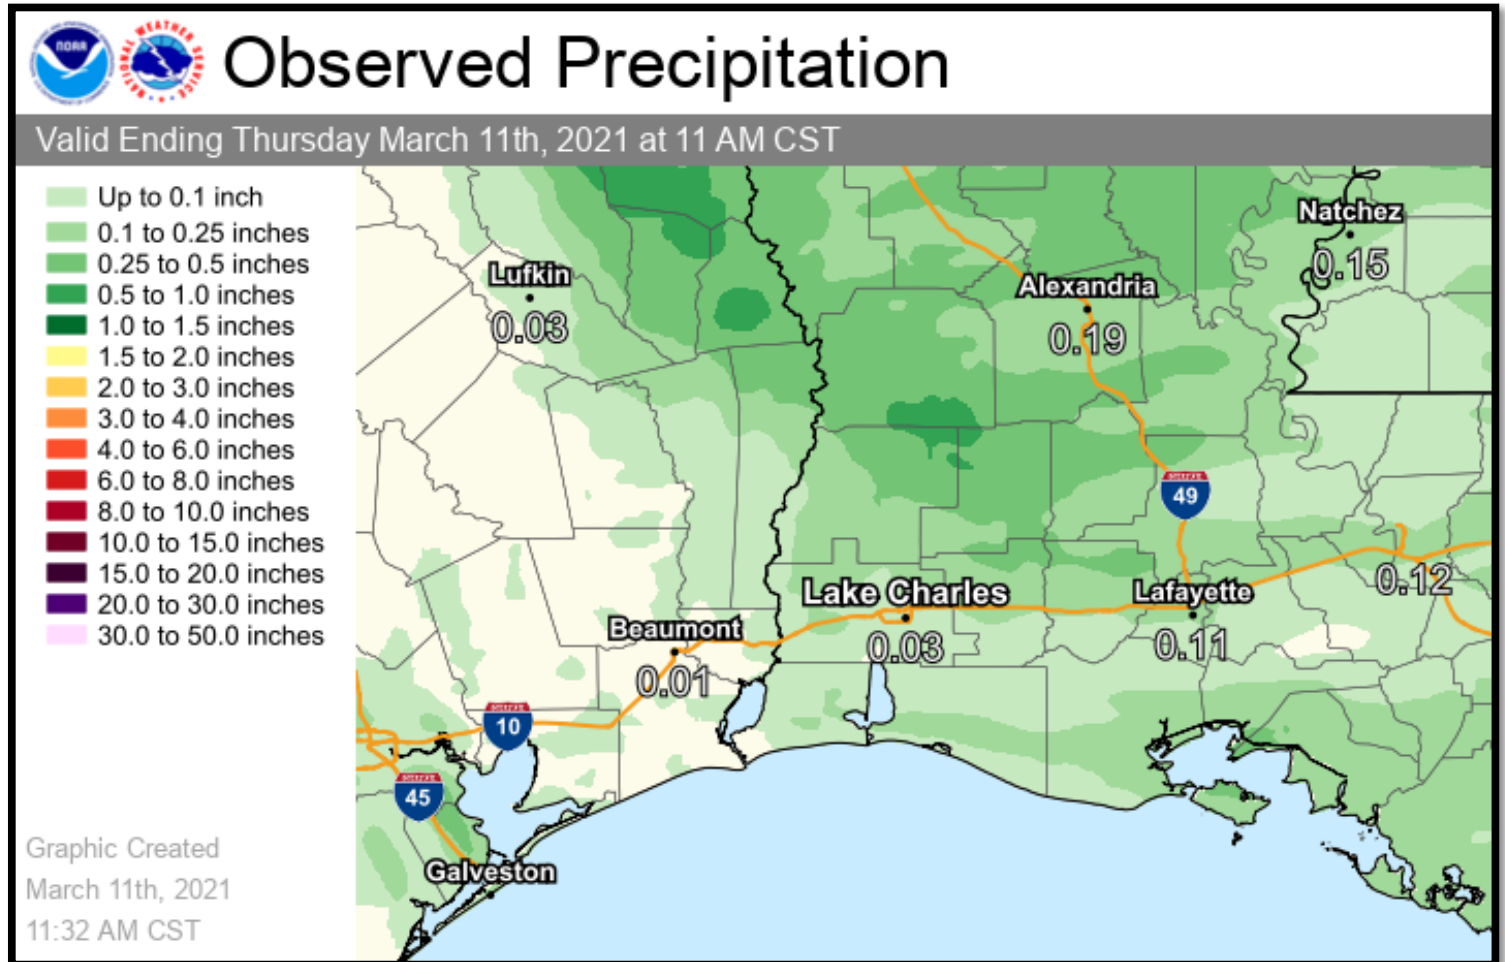 NOAA
NATIONAL WEATHER SERVICE
Observed Precipitation
Valid Ending Thursday March 11th, 2021 at 11 AM CST
Up to 0.1 inch
0.1 to 0.25 inches
0.25 to 0.5 inches
0.5 to 1.0 inches
1.0 to 1.5 inches
1.5 to 2.0 inches
2.0 to 3.0 inches
3.0 to 4.0 inches
4.0 to 6.0 inches
6.0 to 8.0 inches
8.0 to 10.0 inches
10.0 to 15.0 inches
15.0 to 20.0 inches
20.0 to 30.0 inches
30.0 to 50.0 inches
Graphic Created
March 11th, 2021
11:32 AM CST
Natchez
0.15
Lufkin
0.03
Alexandria
0.19
49
0.12
Lake Charles
0.03
Lafayette
0.11
Beaumont
0.01
10
45
Galveston